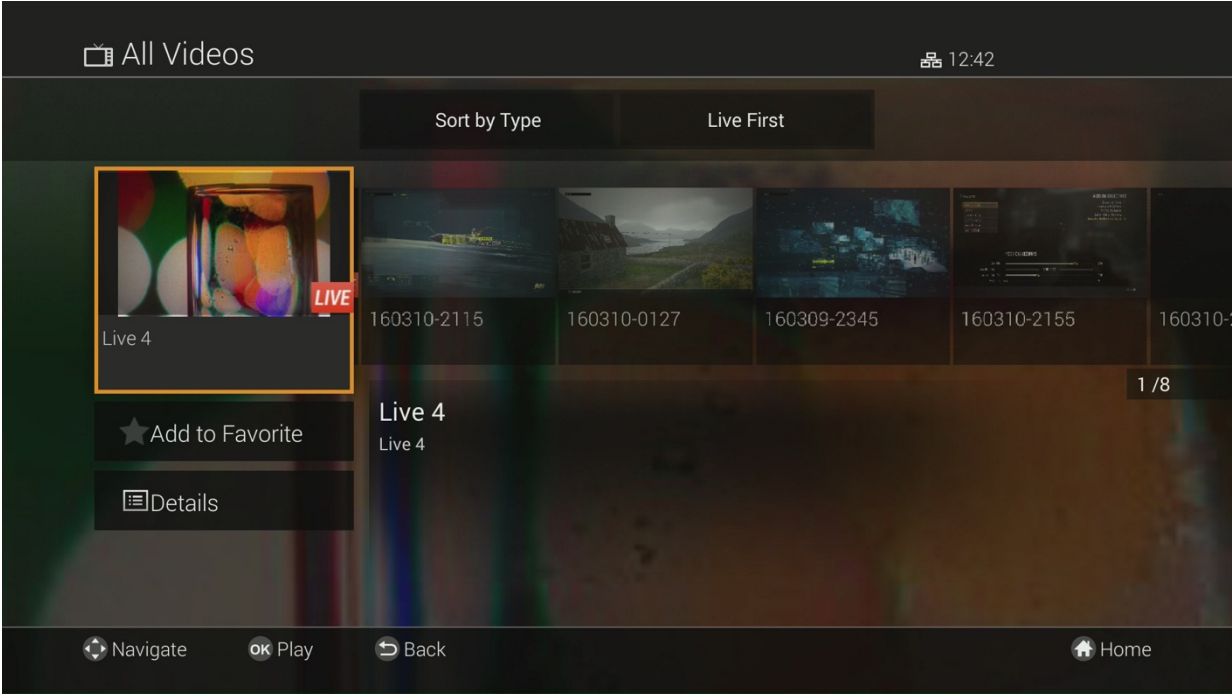 All Videos
12:42
Sort by Type
Live First
LIVE
Live 4
160310-2115
160310-0127
160309-2345
160310-2155
160310-
1 /8
Add to Favorite
Live 4
Live 4
Details
Navigate
OK Play
Back
Home